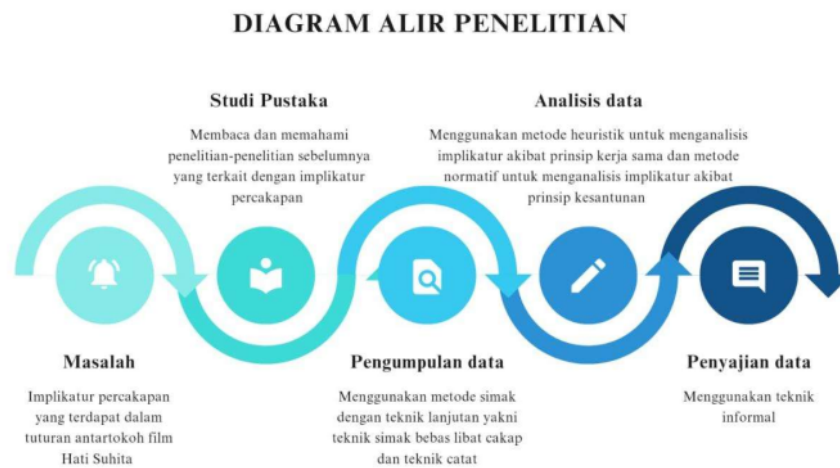 DIAGRAM ALIR PENELITIAN
Masalah
Implikatur percakapan
yang terdapat dalam
tuturan antartokoh film
Hati Suhita
Studi Pustaka
Membaca dan memahami
penelitian-penelitian sebelumnya
yang terkait dengan implikatur
percakapan
Pengumpulan data
Menggunakan metode simak
dengan teknik lanjutan yakni
teknik simak bebas libat cakap
dan teknik catat
Analisis data
Menggunakan metode heuristik untuk menganalisis
implikatur akibat prinsip kerja sama dan metode
normatif untuk menganalisis implikatur akibat
prinsip kesantunan
Penyajian data
Menggunakan teknik
informal